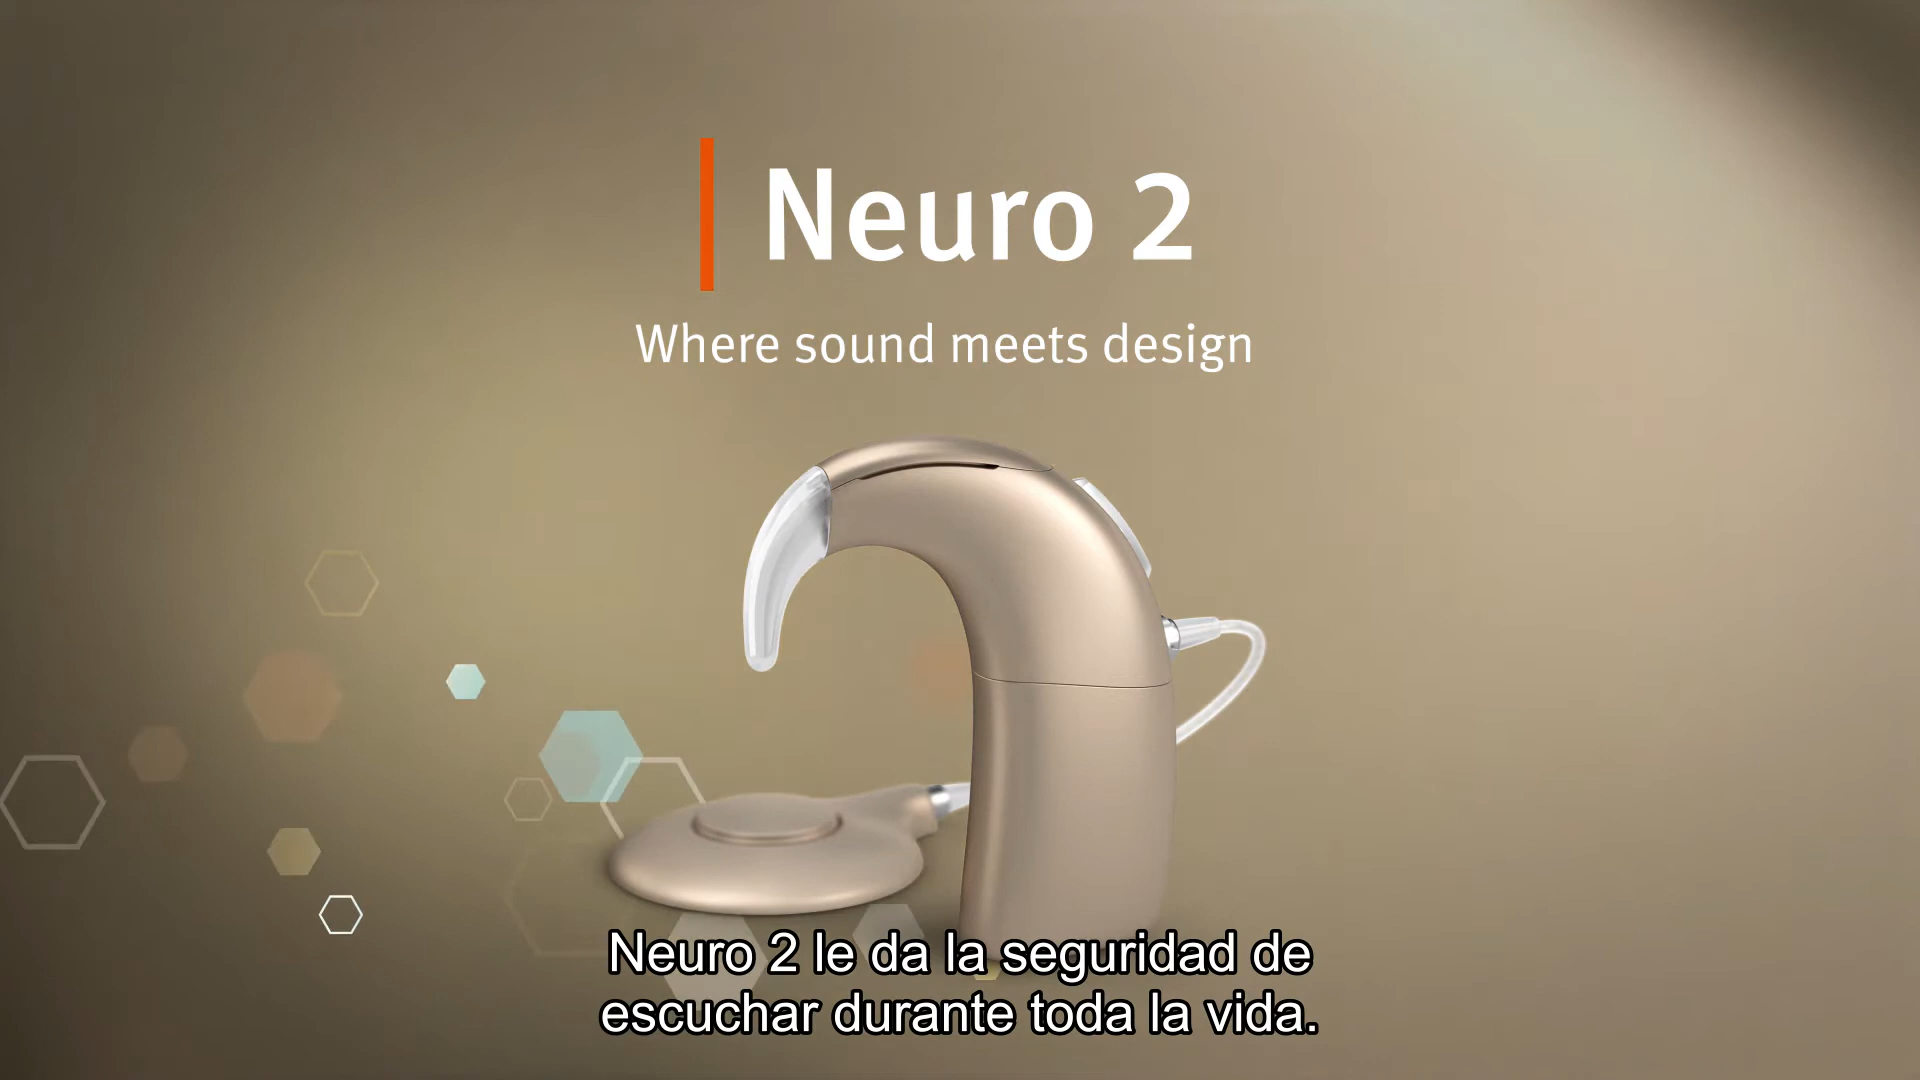 Neuro 2
Where sound meets design
Neuro 2 le da la seguridad de
escuchar durante toda la vida.